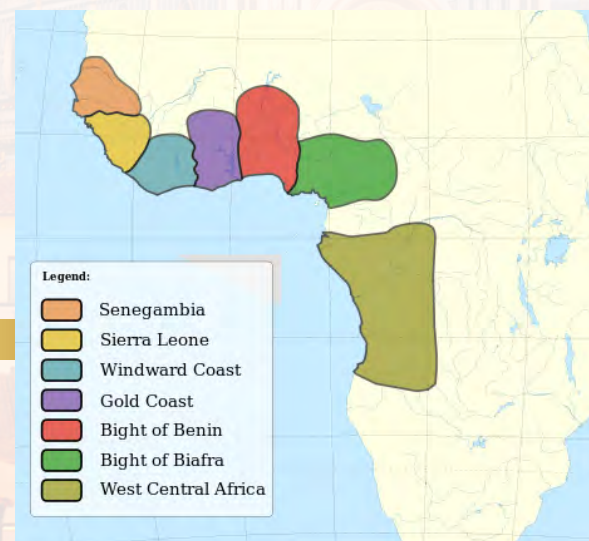 Legend:
Senegambia
Sierra Leone
Windward Coast
Gold Coast
Bight of Benin
Bight of Biafra
West Central Africa